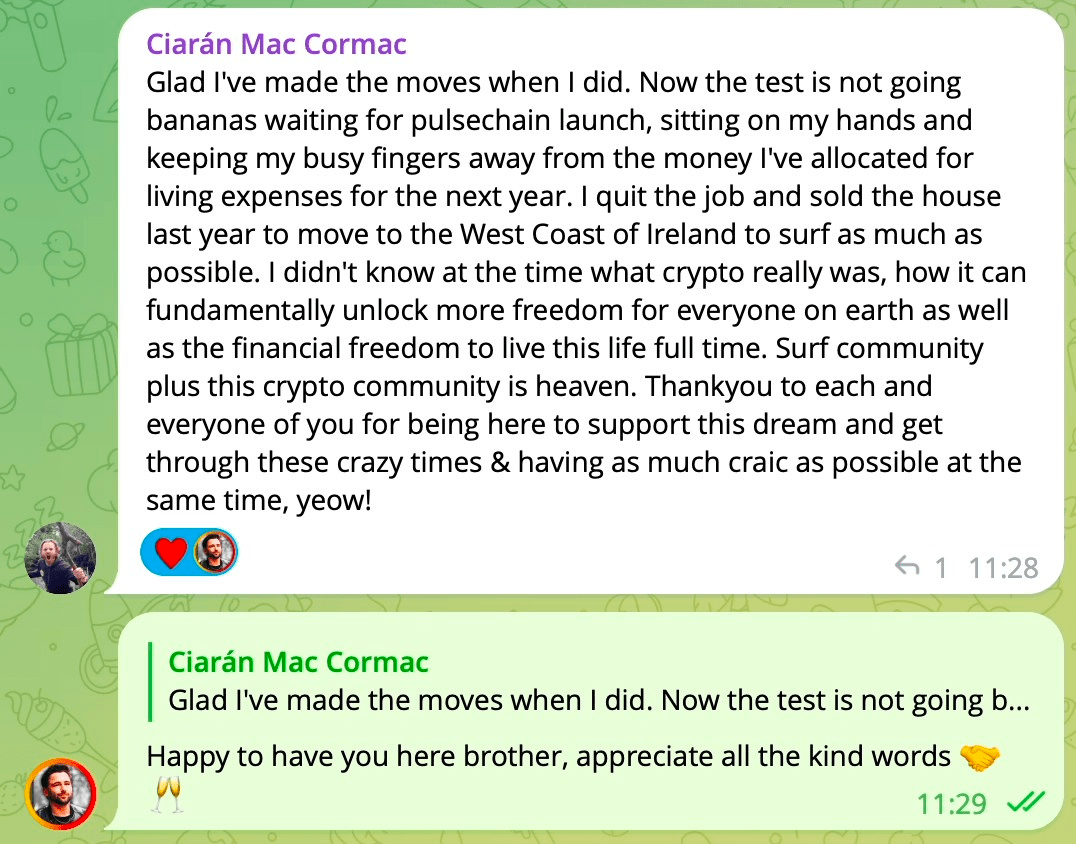 Ciarán Mac Cormac
Glad I've made the moves when I did. Now the test is not going
bananas waiting for pulsechain launch, sitting on my hands and
keeping my busy fingers away from the money I've allocated for
living expenses for the next year. I quit the job and sold the house
last year to move to the West Coast of Ireland to surf as much as
possible. I didn't know at the time what crypto really was, how it can
fundamentally unlock more freedom for everyone on earth as well
as the financial freedom to live this life full time. Surf community
plus this crypto community is heaven. Thankyou to each and
everyone of you for being here to support this dream and get
through these crazy times & having as much craic as possible at the
same time, yeow!
1 11:28
Ciarán Mac Cormac
Glad I've made the moves when I did. Now the test is not going b...
Happy to have you here brother, appreciate all the kind words 🤝
🥂
11:29